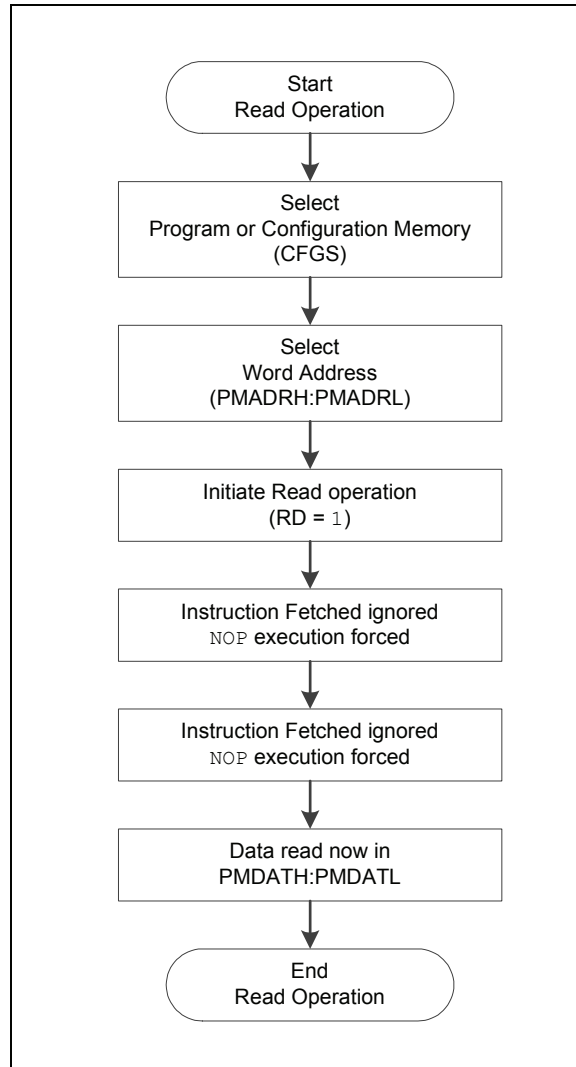 Start
Read Operation
Select
Program or Configuration Memory
(CFGS)
Select
Word Address
(PMADRH:PMADRL)
Initiate Read operation
(RD = 1)
Instruction Fetched ignored
NOP execution forced
Instruction Fetched ignored
NOP execution forced
Data read now in
PMDATH:PMDATL
End
Read Operation